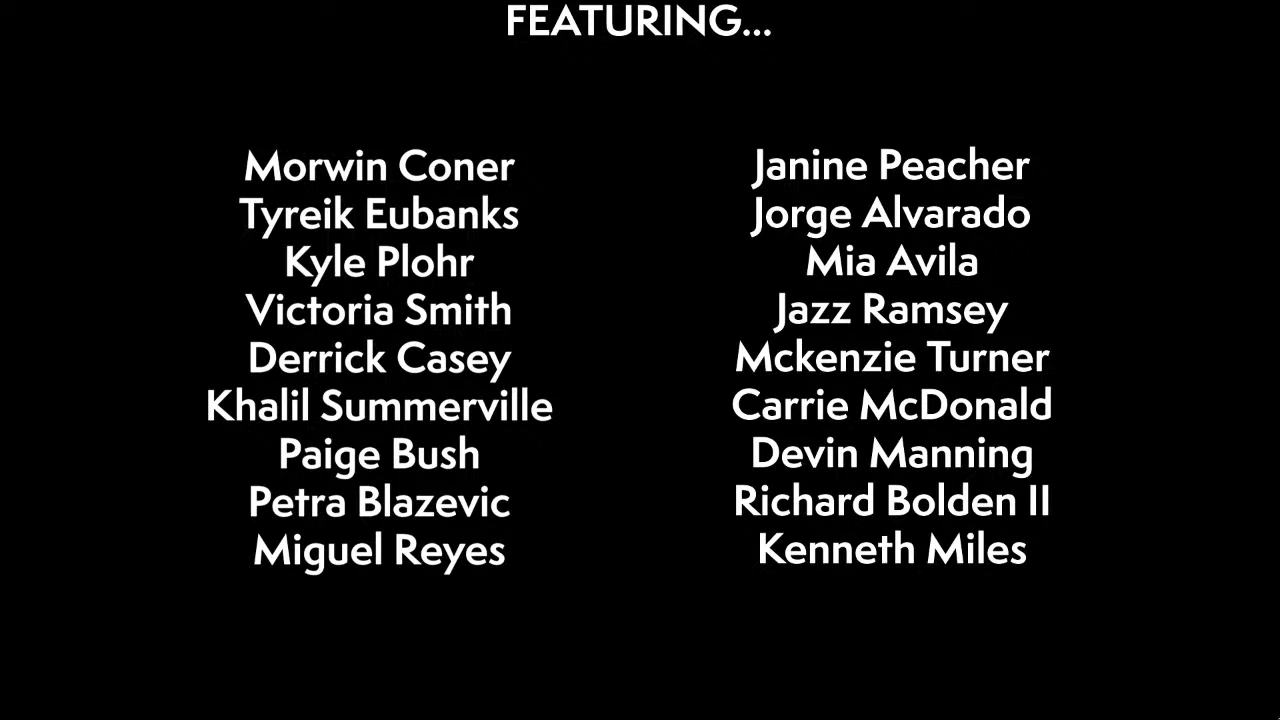 FEATURING...
Morwin Coner
Tyreik Eubanks
Kyle Plohr
Victoria Smith
Derrick Casey
Khalil Summerville
Paige Bush
Petra Blazevic
Miguel Reyes
Janine Peacher
Jorge Alvarado
Mia Avila
Jazz Ramsey
Mckenzie Turner
Carrie McDonald
Devin Manning
Richard Bolden II
Kenneth Miles